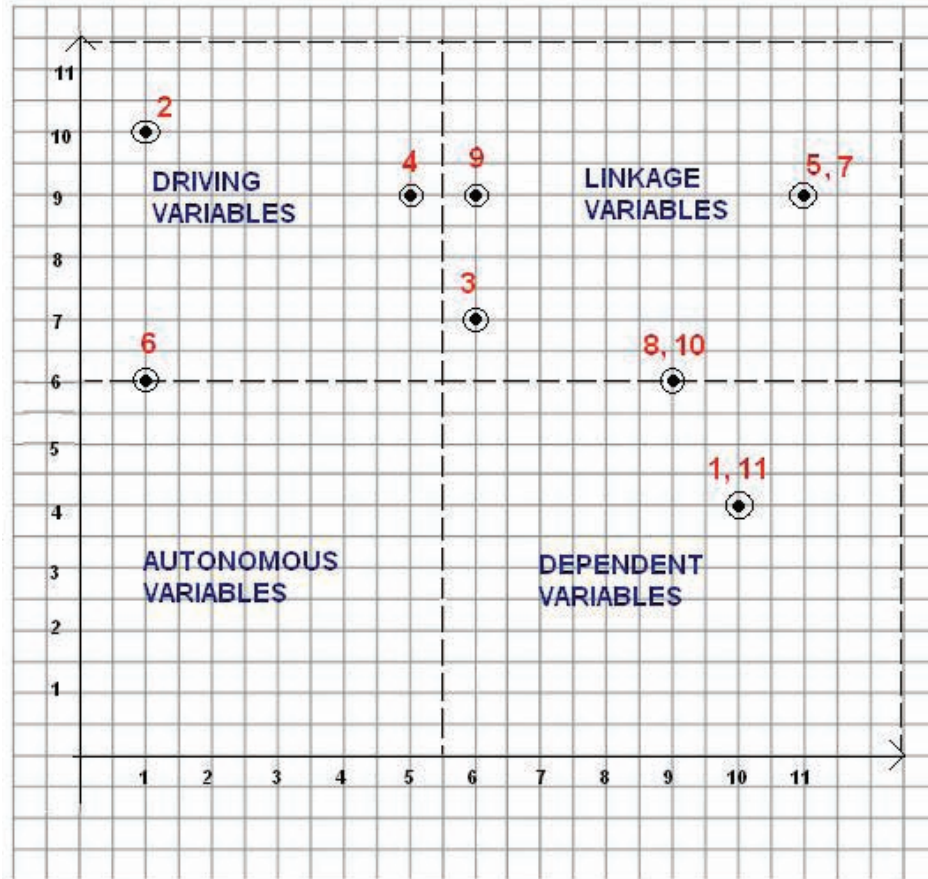 11
2
10
4
9
5, 7
DRIVING
VARIABLES
LINKAGE
VARIABLES
9
8
3
7
6
8, 10
6
5
1, 11
4
AUTONOMOUS
VARIABLES
DEPENDENT
VARIABLES
3
2
1
1 2 3 4 5 6 7 8 9 10 11